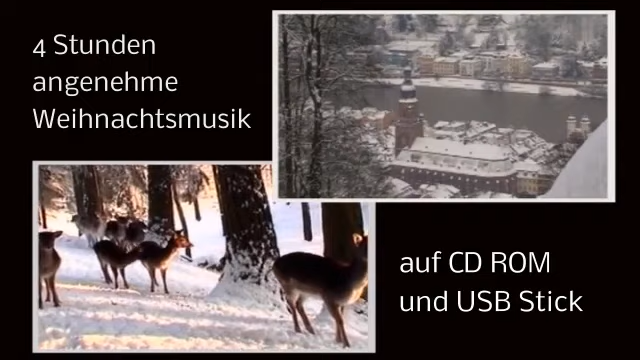 4 Stunden
angenehme
Weihnachtsmusik
auf CD ROM
und USB Stick